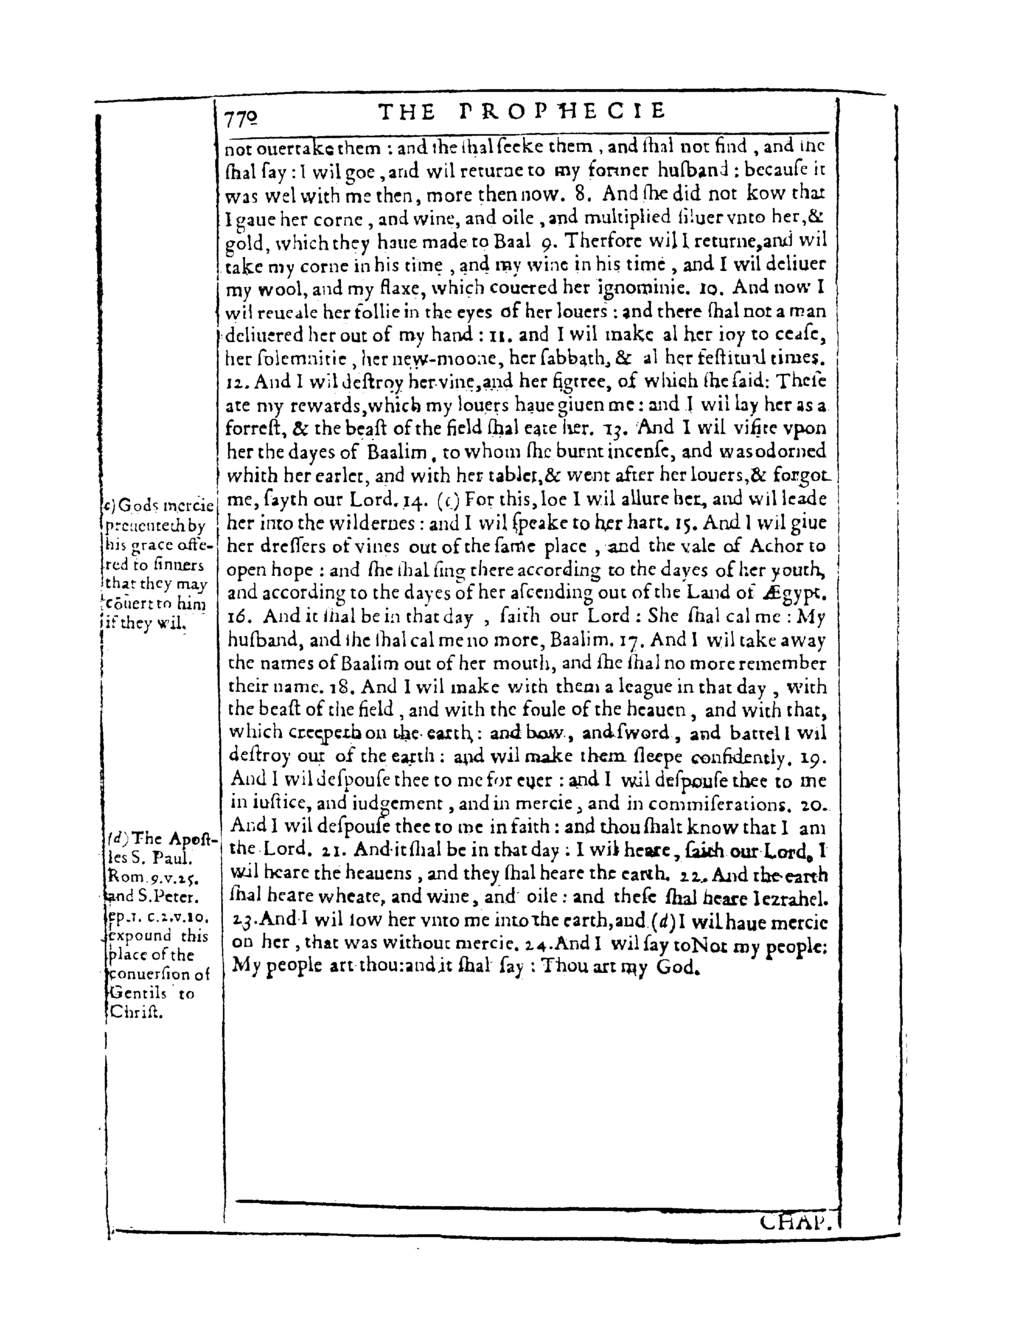 770
THE PROPHECIE
not ouertake them : and she shal seeke them , and shal not find , and she
ſhal ſay : I wil goe , and wil returne to my former huſband ; becauſe it
was wel with me then, more then now. 8. And ſhe did not kow that
I gaue her corne , and wine, and oile , and multiplied ſiluer vnto her,&
gold, which they haue made to Baal 9. Therfore wil I returne,and wil
take my corne in his time , and my wine in his time , and I wil deliuer
my wool, and my flaxe, which couered her ignominie. 10. And now I
wil reueale her follie in the eyes of her louers : and there ſhal not a man
deliuered her out of my hand : 11. and I wil make al her ioy to ceaſe,
her ſolemnitie , her new-moone, her ſabbath, & al her feſtitual times.
12. And I wil deſtroy her vine,and her figtree, of which ſhe ſaid: Theſe
are my rewards,which my louers haue giuen me : and I wil lay her as a
forreſt, & the beaſt of the field ſhal eate her. 13. And I wil viſite vpon
her the dayes of Baalim , to whom ſhe burnt incenſe, and was odorned
whith her earlet, and with her tablet,& went after her louers,& forgot
me, ſayth our Lord. 14. (c) For this, loe I wil allure her, and wil leade
her into the wildernes : and I wil ſpeake to her hart. 15. And I wil giue
her dreſſers of vines out of the ſame place , and the vale of Achor to
open hope : and ſhe ſhal ſing there according to the dayes of her youth,
and according to the dayes of her aſcending out of the Land of Ægypt.
16. And it ſhal be in that day , ſaith our Lord : She ſhal cal me : My
huſband, and ſhe ſhal cal me no more, Baalim. 17. And I wil take away
the names of Baalim out of her mouth, and ſhe ſhal no more remember
their name. 18. And I wil make with them a league in that day , with
the beaſt of the field , and with the foule of the heauen , and with that,
which creepeth on the earth : and bow , and ſword , and battel I wil
deſtroy out of the earth : and wil make them ſleepe confidently. 19.
And I wil deſpouſe thee to me for euer : and I wil deſpouſe thee to me
in iuſtice, and iudgement , and in mercie , and in commiſerations. 20.
And I wil deſpouſe thee to me in faith : and thou ſhalt know that I am
the Lord. 21. And it ſhal be in that day : I wil heare, ſaith our Lord, I
wil heare the heauens , and they ſhal heare the earth. 22. And the earth
ſhal heare wheate, and wine, and oile : and theſe ſhal heare Iezrahel.
23. And I wil ſow her vnto me into the earth, and (d) I wil haue mercie
on her , that was without mercie. 24. And I wil ſay to Not my people:
My people art thou: and it ſhal ſay : Thou art my God.
c) Gods mercie
preuenteth by
his grace offe-
red to ſinners
that they may
cõuert to him
if they wil.
(d) The Apoſt-
les S. Paul.
Rom. 9. v. 25.
and S. Peter.
ep. 1. c. 2. v. 10.
expound this
place of the
conuerſion of
Gentils to
Chriſt.
CHAP.